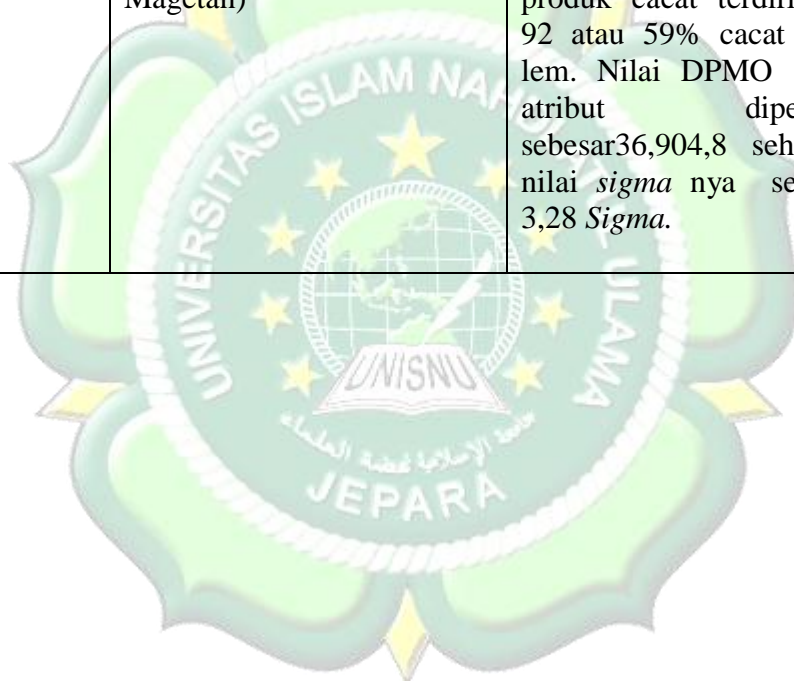 Magetan)
produk cacat terdiri
92 atau 59% cacat
lem. Nilai DPMO
atribut dipe
sebesar36,904,8 seh
nilai sigma nya se
3,28 Sigma.
UNIVERSITAS ISLAM NAHDLATUL ULAMA
UNISNU
JEPARA